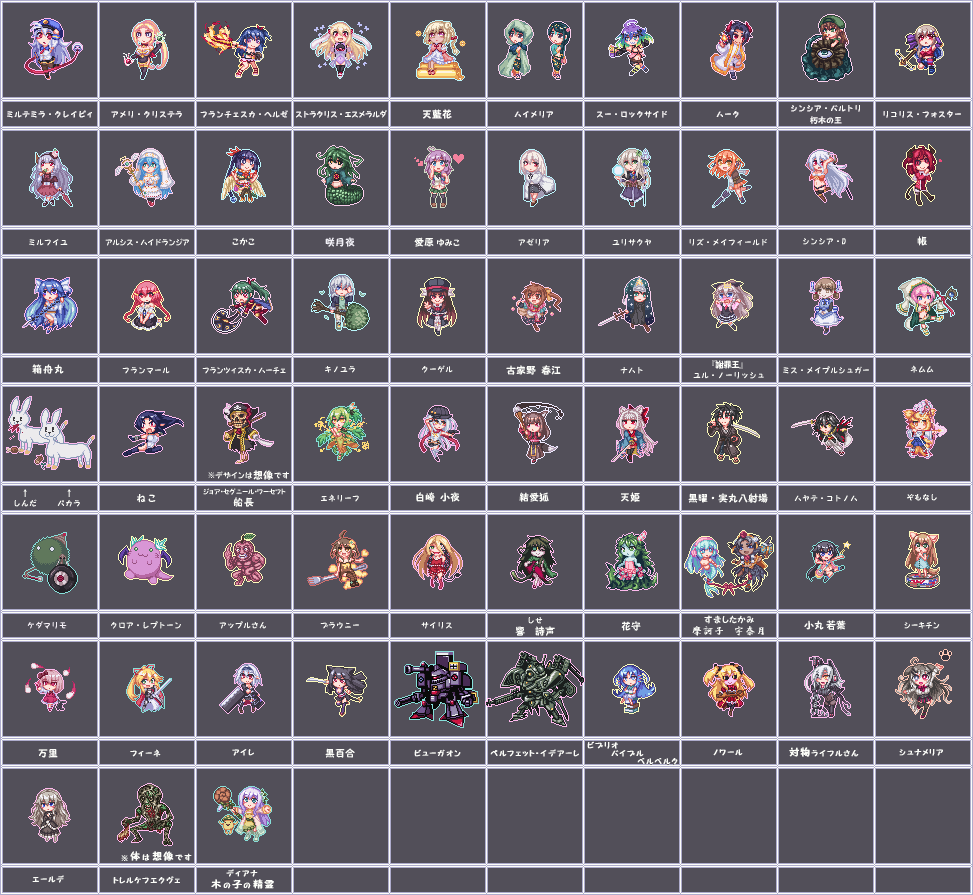 ミルテミラ・クレイピィ
アメリ・クリステラ
フランチェスカ・ヘルゼ
ストラクリス・エスメラルダ
天藍花
ハイメリア
スー・ロックサイド
ムーク
シンシア・バルトリ
朽木の王
リコリス・フォスター
ミルフイユ
アルシス・ハイドランジア
こかこ
咲月夜
愛原 ゆみこ
アゼリア
ユリサクヤ
リズ・メイフィールド
シンシア・D
帳
箱舟丸
フランマール
フランツィスカ・ムーチェ
キノユラ
ウーゲル
古家野 春江
ナハト
『謝罪王』
ユル・ノーリッシュ
ミス・メイプルシュガー
ネムム
↑ ↑
しんだ バカラ
ねこ
※デザインは想像です
ジョア・セグニール・ワーセフト
船長
エネリーフ
白崎 小夜
結愛狐
天姫
黒曜・実丸八射場
ハヤテ・コトノハ
ぞもなし
ケダマリモ
クロア・レプトーン
アップルさん
ブラウニー
サイリス
しせ
響 詩声
花守
すましたかみ
摩訶子 宇奈月
小丸 若葉
シーキチン
万里
フィーネ
アイレ
黒百合
ビューガオン
ペルフェット・イデアーレ
ビブリオ
バイブル
ベルベルク
ノワール
対物ライフルさん
シュナメリア
エールデ
※体は想像です
トレルケフエクヴェ
ディアナ
木の子の精霊